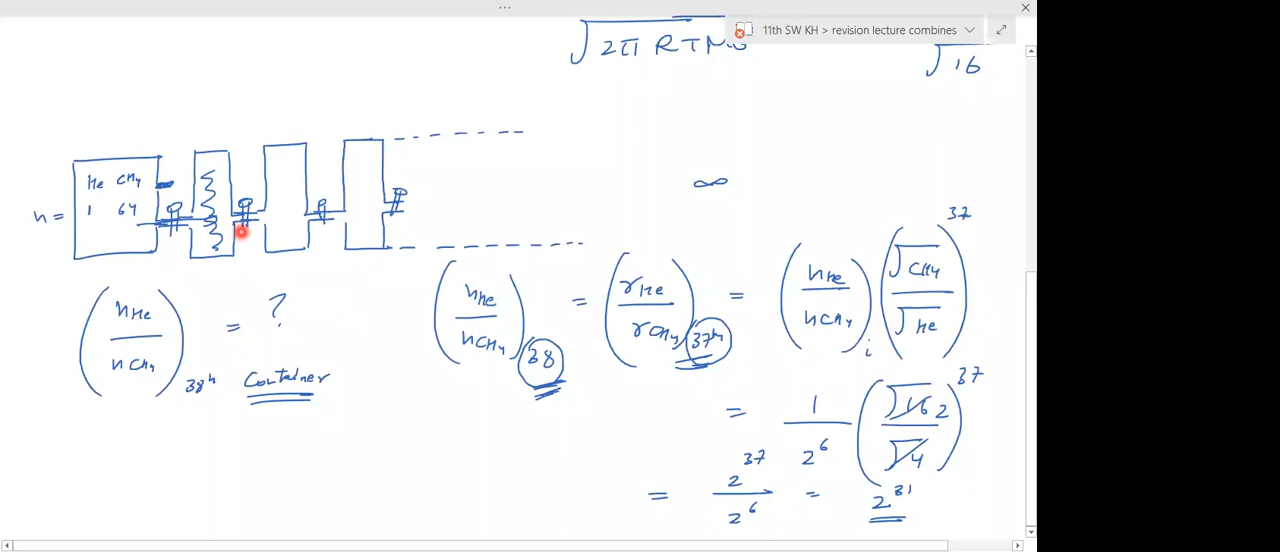 11th SW KH > revision lecture combines
√2π RTM
√16
He CH₄
n = 1 64
∞
(nHe / nCH₄) 38th Container = ?
(nHe / nCH₄) 38 = (rHe / rCH₄) 37th = (nHe / nCH₄) i (√CH₄ / √He)^37
= 1 / 2^6 (√16 2 / √4)^37
= 2^37 / 2^6 = 2^31